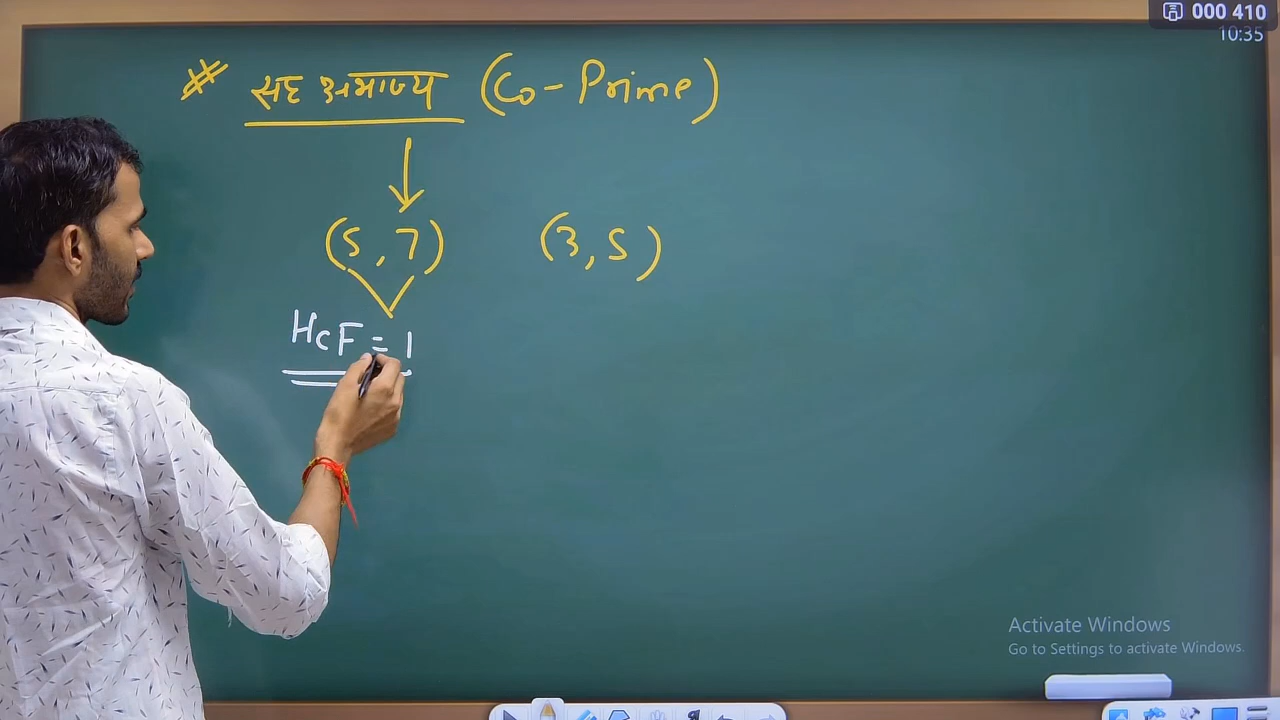 000 410
10:35
# सह अभाज्य (Co-Prime)
(5,7) (3,5)
HCF = 1
Activate Windows
Go to Settings to activate Windows.